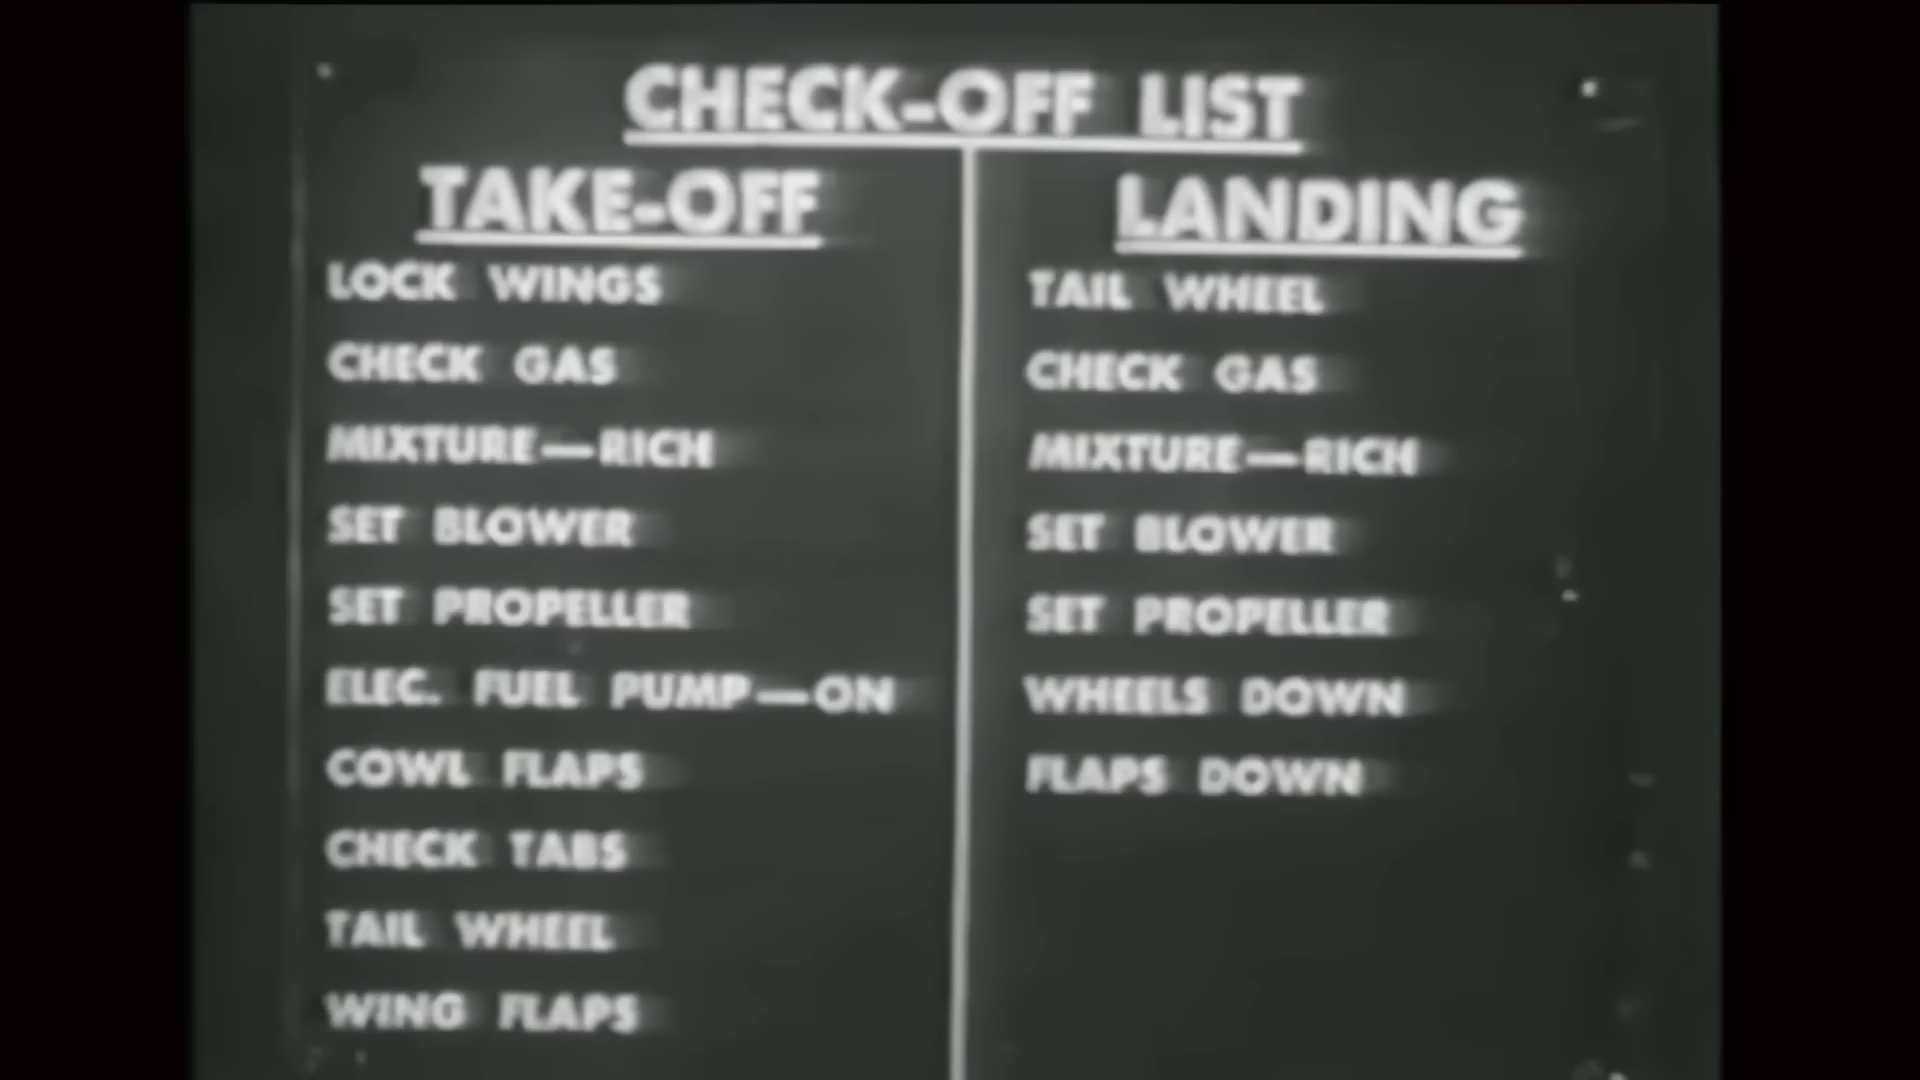 CHECK-OFF LIST
TAKE-OFF
LOCK WINGS
CHECK GAS
MIXTURE—RICH
SET BLOWER
SET PROPELLER
ELEC. FUEL PUMP—ON
COWL FLAPS
CHECK TABS
TAIL WHEEL
WING FLAPS
LANDING
TAIL WHEEL
CHECK GAS
MIXTURE—RICH
SET BLOWER
SET PROPELLER
WHEELS DOWN
FLAPS DOWN